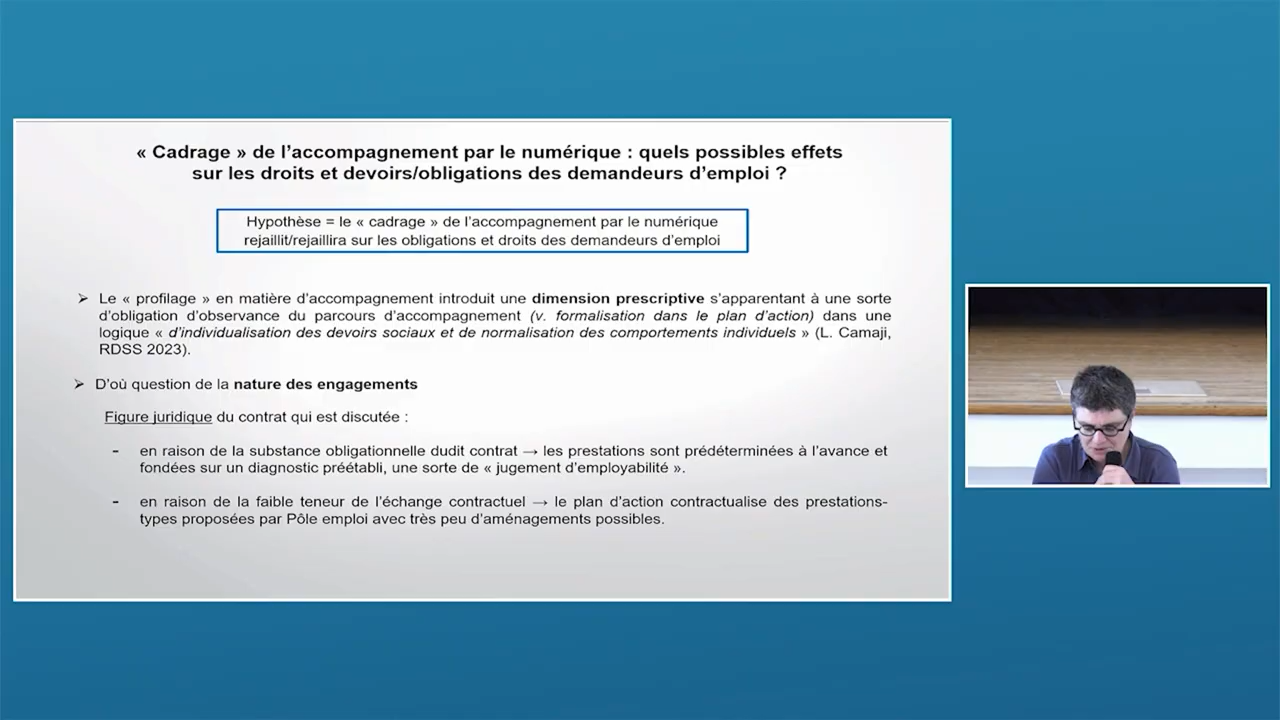 « Cadrage » de l'accompagnement par le numérique : quels possibles effets
sur les droits et devoirs/obligations des demandeurs d'emploi ?
Hypothèse = le « cadrage » de l'accompagnement par le numérique
rejaillit/rejaillira sur les obligations et droits des demandeurs d'emploi
➢ Le « profilage » en matière d'accompagnement introduit une dimension prescriptive s'apparentant à une sorte
d'obligation d'observance du parcours d'accompagnement (v. formalisation dans le plan d'action) dans une
logique « d'individualisation des devoirs sociaux et de normalisation des comportements individuels » (L. Camaji,
RDSS 2023).
➢ D'où question de la nature des engagements
Figure juridique du contrat qui est discutée :
- en raison de la substance obligationnelle dudit contrat → les prestations sont prédéterminées à l'avance et
fondées sur un diagnostic préétabli, une sorte de « jugement d'employabilité ».
- en raison de la faible teneur de l'échange contractuel → le plan d'action contractualise des prestations-
types proposées par Pôle emploi avec très peu d'aménagements possibles.